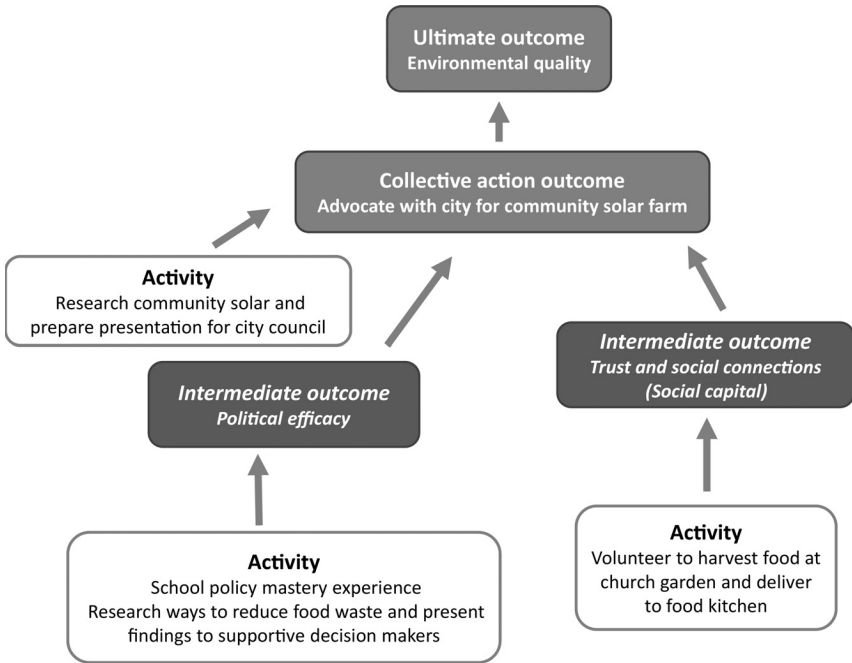 Ultimate outcome
Environmental quality
Collective action outcome
Advocate with city for community solar farm
Activity
Research community solar and
prepare presentation for city council
Intermediate outcome
Political efficacy
Intermediate outcome
Trust and social connections
(Social capital)
Activity
School policy mastery experience
Research ways to reduce food waste and present
findings to supportive decision makers
Activity
Volunteer to harvest food at
church garden and deliver
to food kitchen